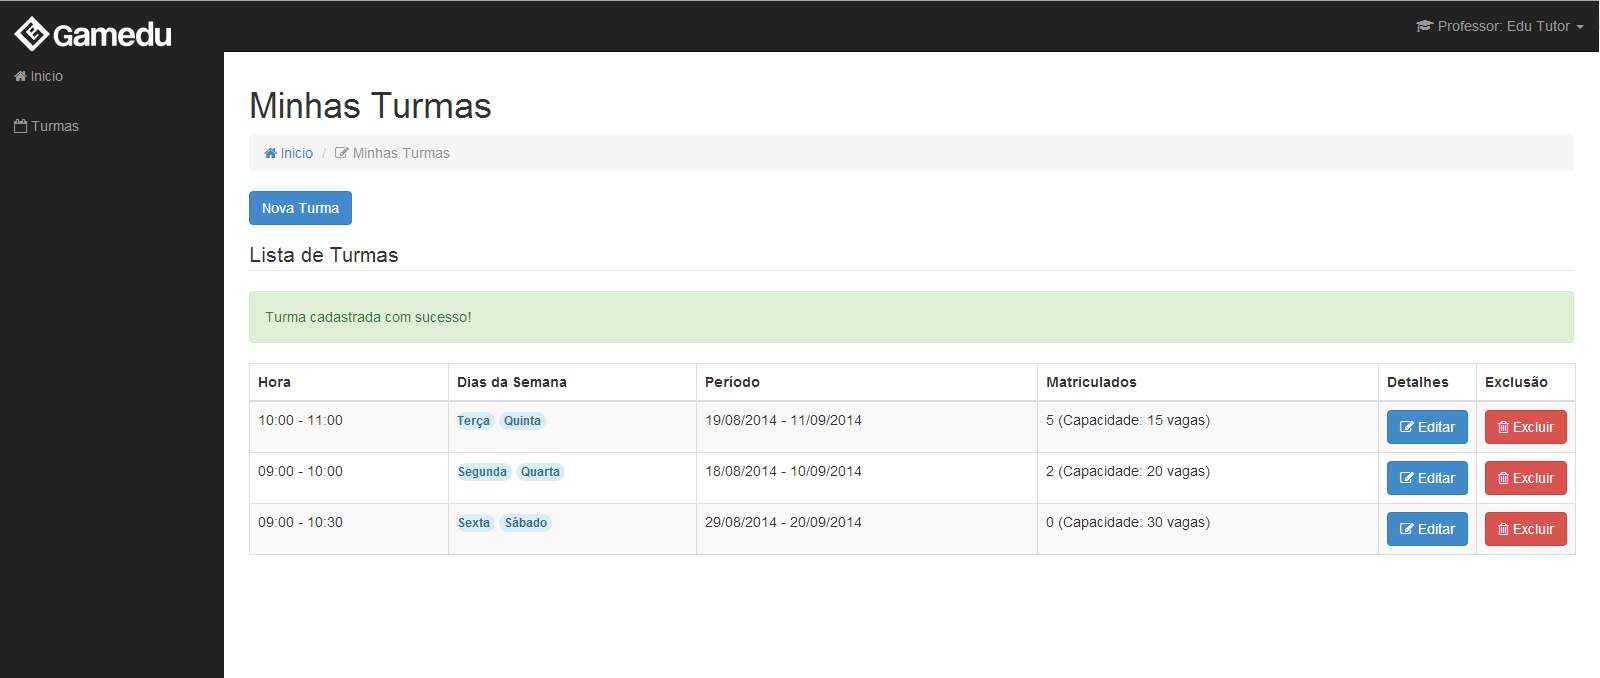 Gamedu
Professor: Edu Tutor
Inicio
Turmas
Minhas Turmas
Inicio / Minhas Turmas
Nova Turma
Lista de Turmas
Turma cadastrada com sucesso!
Hora Dias da Semana Período Matriculados Detalhes Exclusão
10:00 - 11:00 Terça Quinta 19/08/2014 - 11/09/2014 5 (Capacidade: 15 vagas) Editar Excluir
09:00 - 10:00 Segunda Quarta 18/08/2014 - 10/09/2014 2 (Capacidade: 20 vagas) Editar Excluir
09:00 - 10:30 Sexta Sábado 29/08/2014 - 20/09/2014 0 (Capacidade: 30 vagas) Editar Excluir